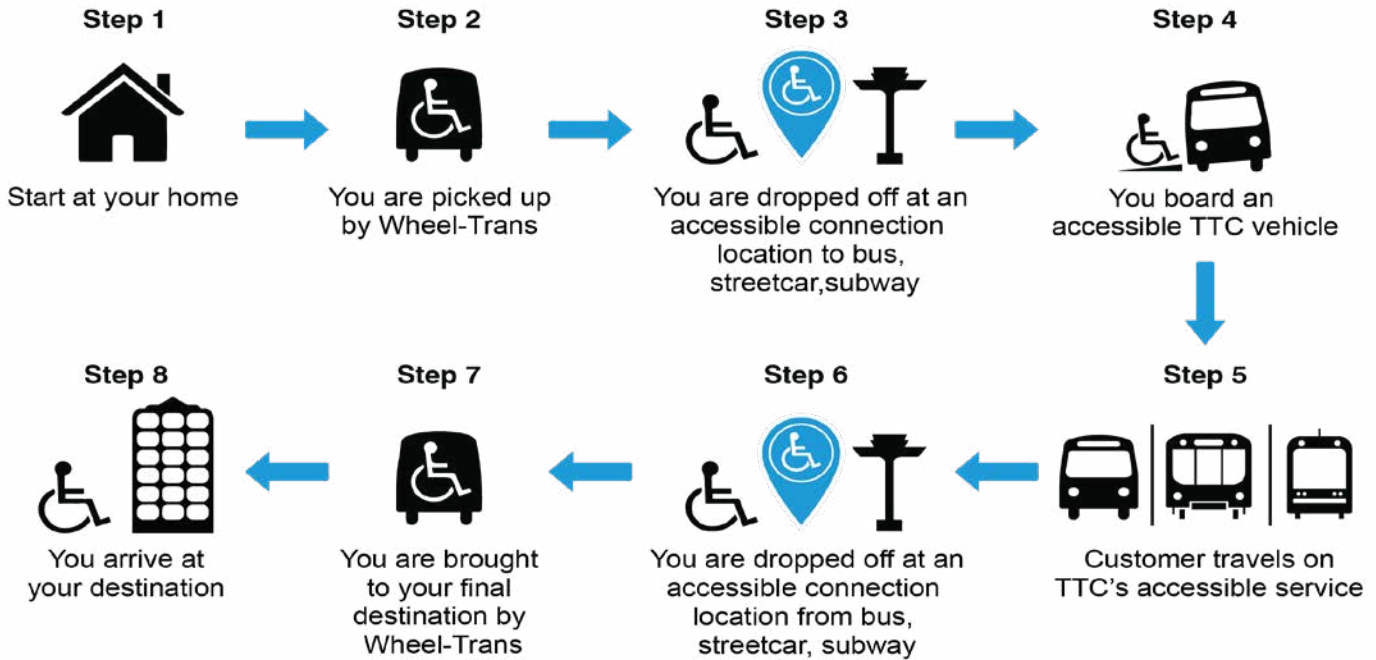 Step 1
Start at your home
Step 2
You are picked up
by Wheel-Trans
Step 3
You are dropped off at an
accessible connection
location to bus,
streetcar,subway
Step 4
You board an
accessible TTC vehicle
Step 5
Customer travels on
TTC's accessible service
Step 6
You are dropped off at an
accessible connection
location from bus,
streetcar, subway
Step 7
You are brought
to your final
destination by
Wheel-Trans
Step 8
You arrive at
your destination